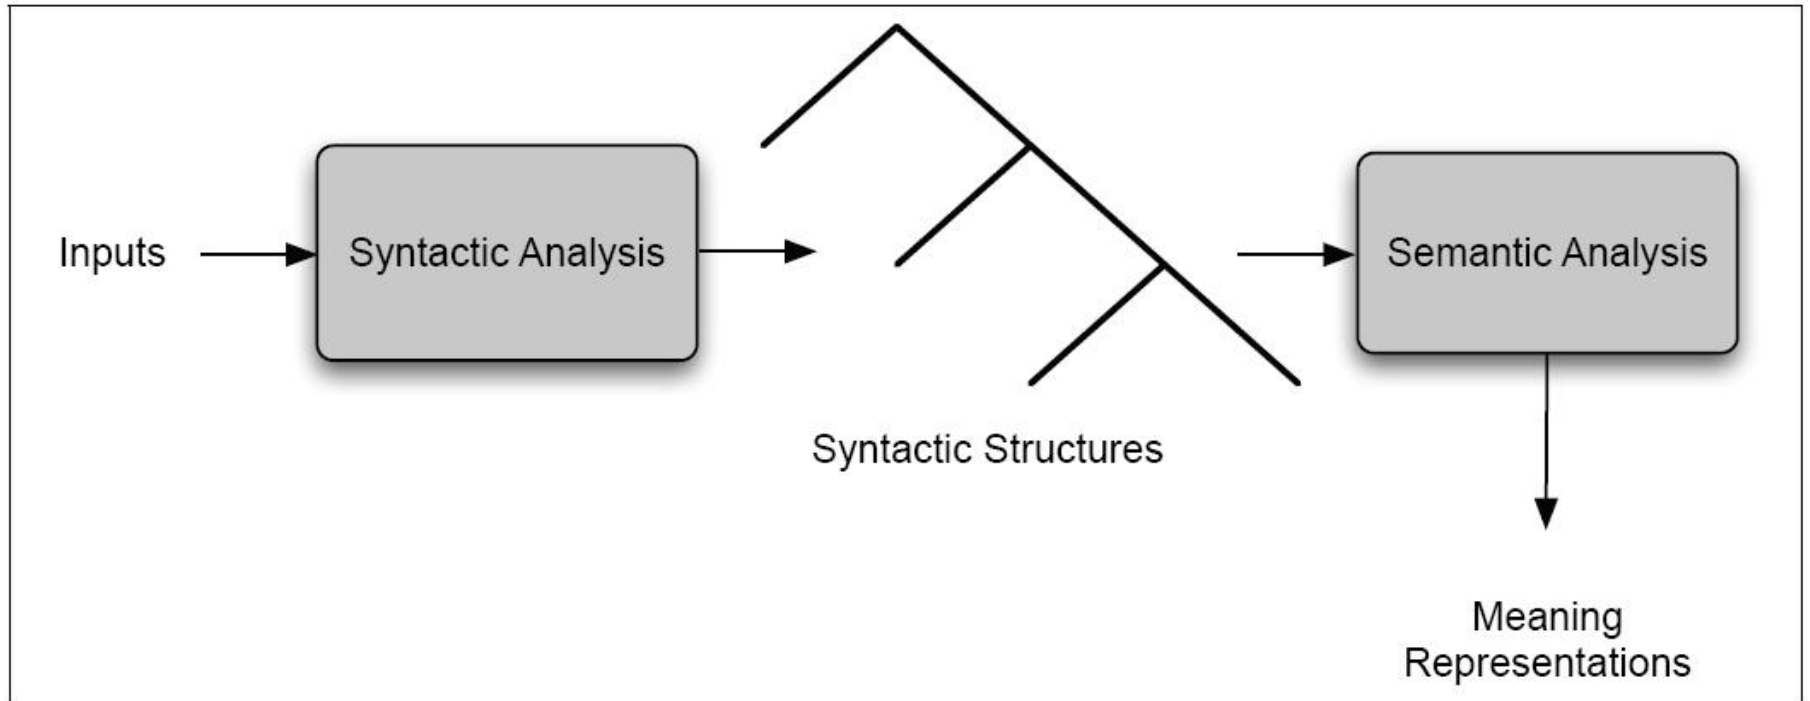 Inputs
Syntactic Analysis
Semantic Analysis
Syntactic Structures
Meaning
Representations